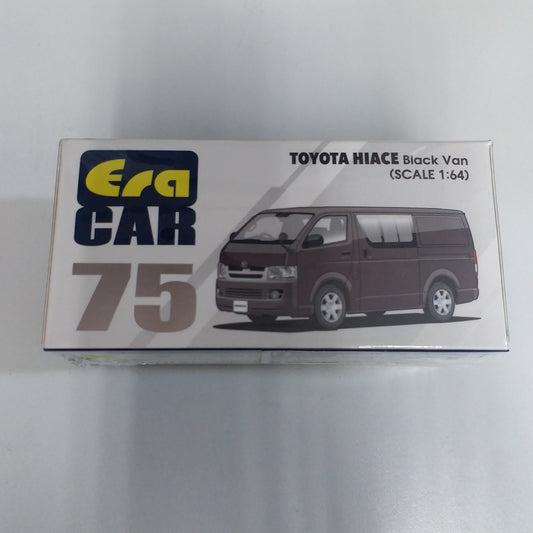 Era
CAR
75
TOYOTA HIACE Black Van
(SCALE 1:64)